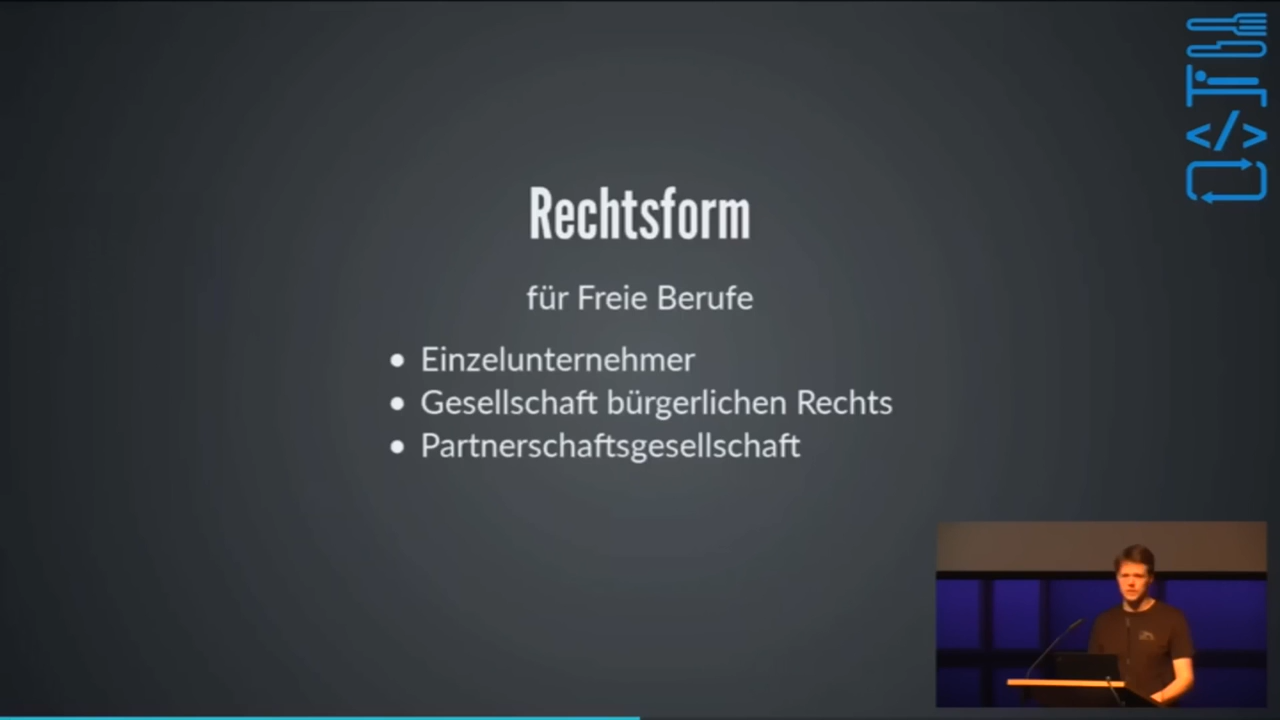 Rechtsform
für Freie Berufe
Einzelunternehmer
Gesellschaft bürgerlichen Rechts
Partnerschaftsgesellschaft